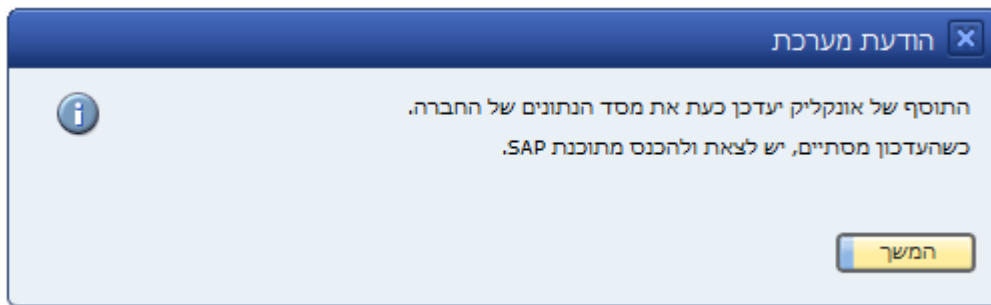 הודעת מערכת
התוסף של אונקליק יעדכן כעת את מסד הנתונים של החברה.
כשהעדכון מסתיים, יש לצאת ולהכנס מתוכנת SAP.
המשך